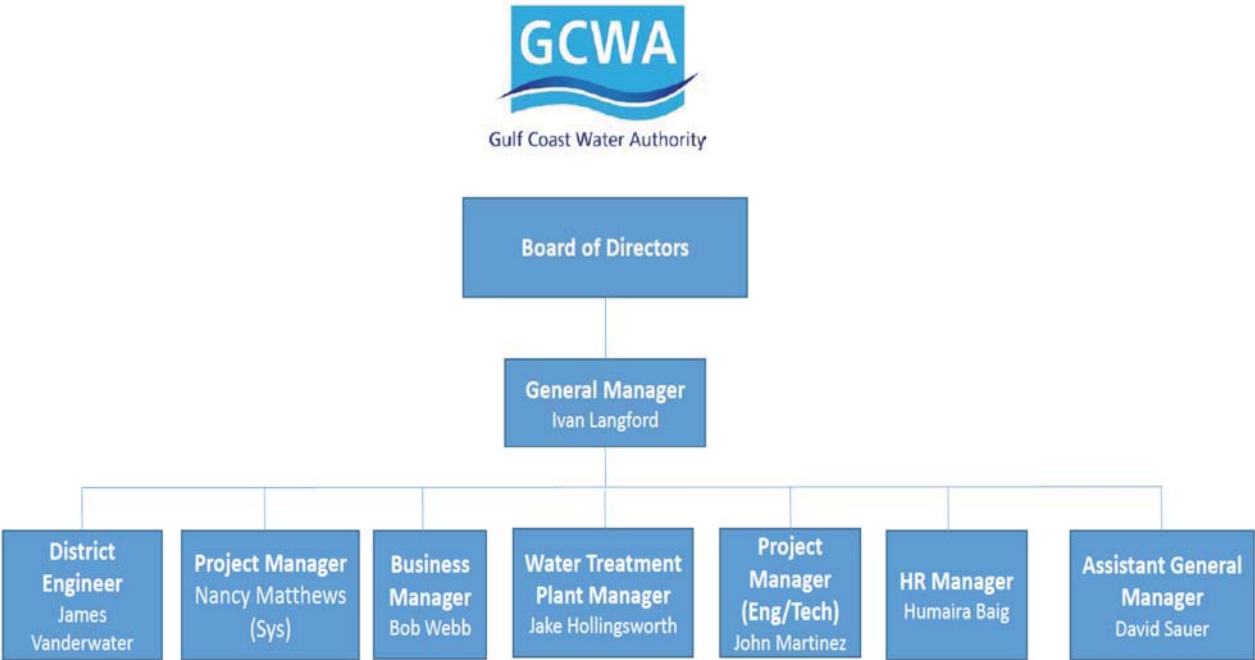 GCWA
Gulf Coast Water Authority
Board of Directors
General Manager
Ivan Langford
District
Engineer
James
Vanderwater
Project Manager
Nancy Matthews
(Sys)
Business
Manager
Bob Webb
Water Treatment
Plant Manager
Jake Hollingsworth
Project
Manager
(Eng/Tech)
John Martinez
HR Manager
Humaira Baig
Assistant General
Manager
David Sauer